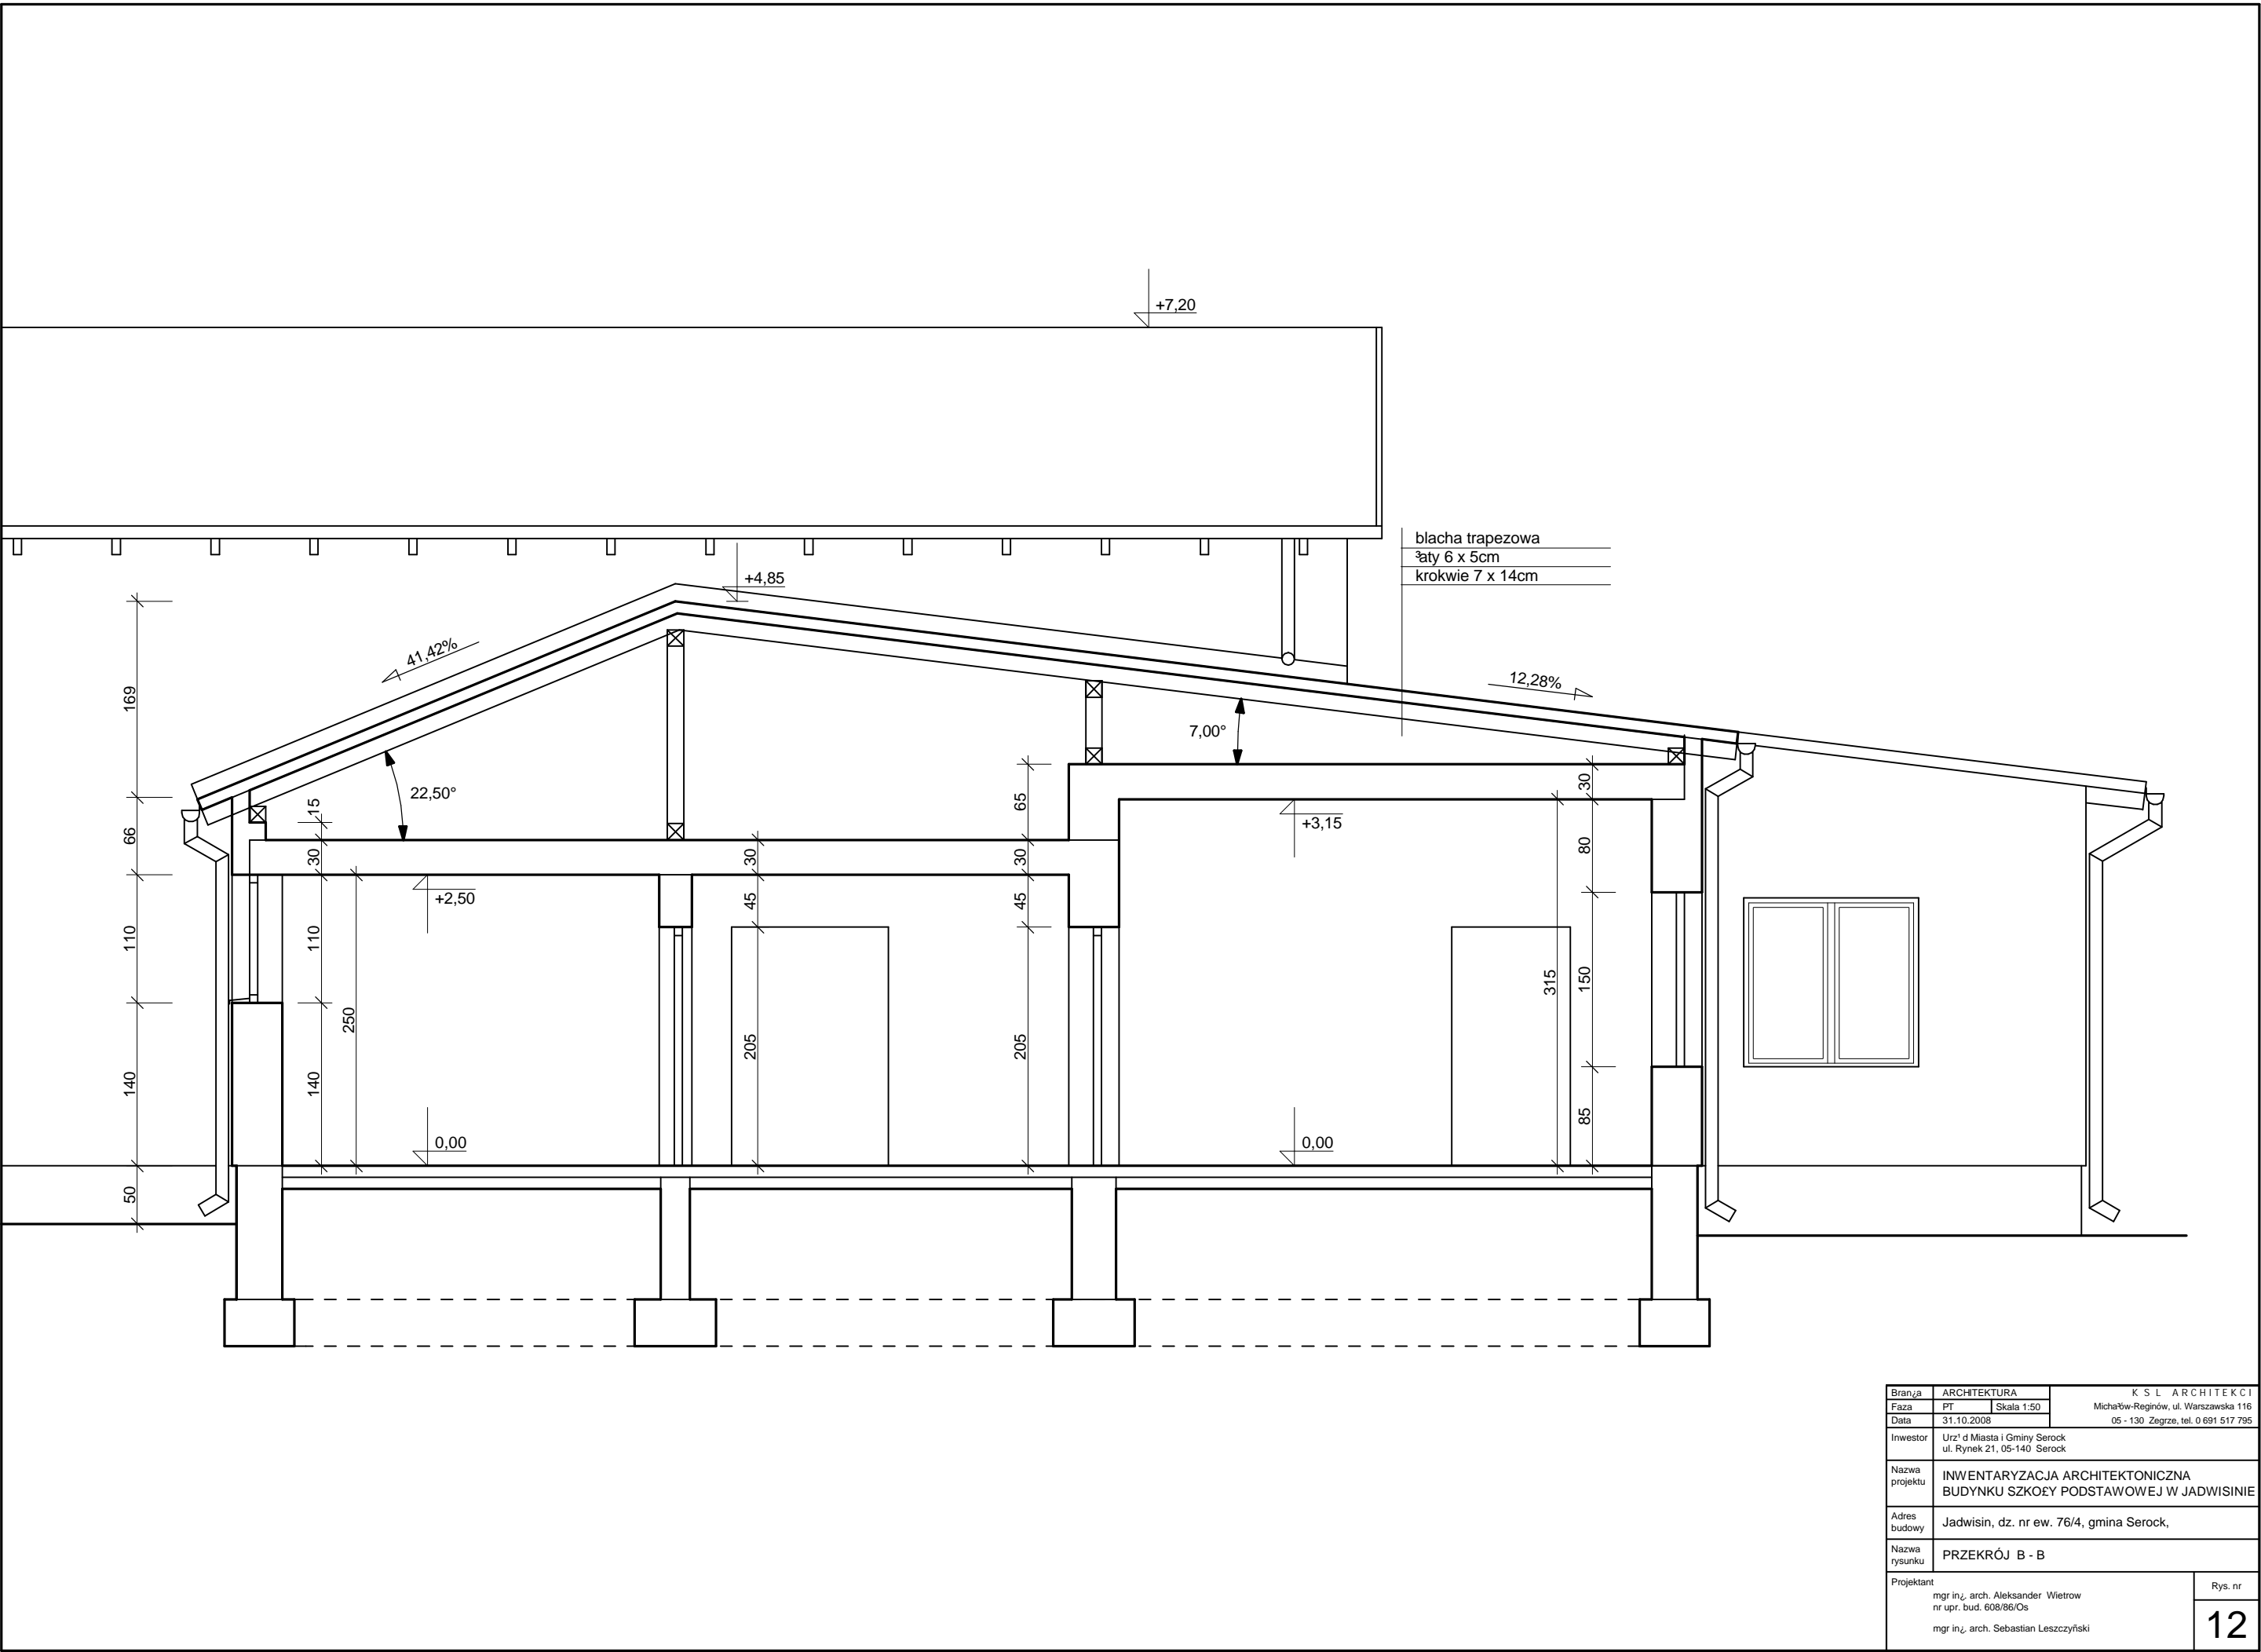 +7,20
blacha trapezowa
³aty 6 x 5cm
krokwie 7 x 14cm
+4,85
41,42%
12,28%
169
7,00°
22,50°
15
65
30
66
+3,15
30
30
30
80
+2,50
45
45
110
110
315
150
250
205
205
140
140
85
0,00
0,00
50
Bran¿a ARCHITEKTURA K S L ARCHITEKCI
Faza PT Skala 1:50 Micha³ów-Reginów, ul. Warszawska 116
Data 31.10.2008 05 - 130 Zegrze, tel. 0 691 517 795
Inwestor Urz¹ d Miasta i Gminy Serock
ul. Rynek 21, 05-140 Serock
Nazwa projektu INWENTARYZACJA ARCHITEKTONICZNA
BUDYNKU SZKO£Y PODSTAWOWEJ W JADWISINIE
Adres budowy Jadwisin, dz. nr ew. 76/4, gmina Serock,
Nazwa rysunku PRZEKRÓJ B - B
Projektant
mgr in¿. arch. Aleksander Wietrow
nr upr. bud. 608/86/Os
mgr in¿. arch. Sebastian Leszczyñski
Rys. nr
12